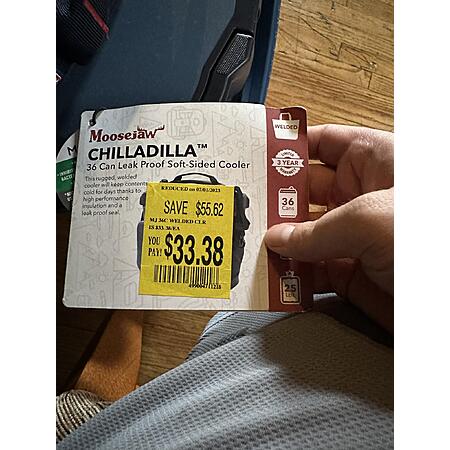 Moosejaw
CHILLADILLA™
36 Can Leak Proof Soft-Sided Cooler
This rugged, welded
cooler will keep contents
cold for days thanks to
high performance
insulation and a
leak proof seal.
REDUCED on 07/01/2023
SAVE $55.62
MJ 36C WELDED CLR
IS $33.38/EA
YOU
PAY!
$33.38
WELDED
LIMITED
3 YEAR
WARRANTY
36
Cans
25